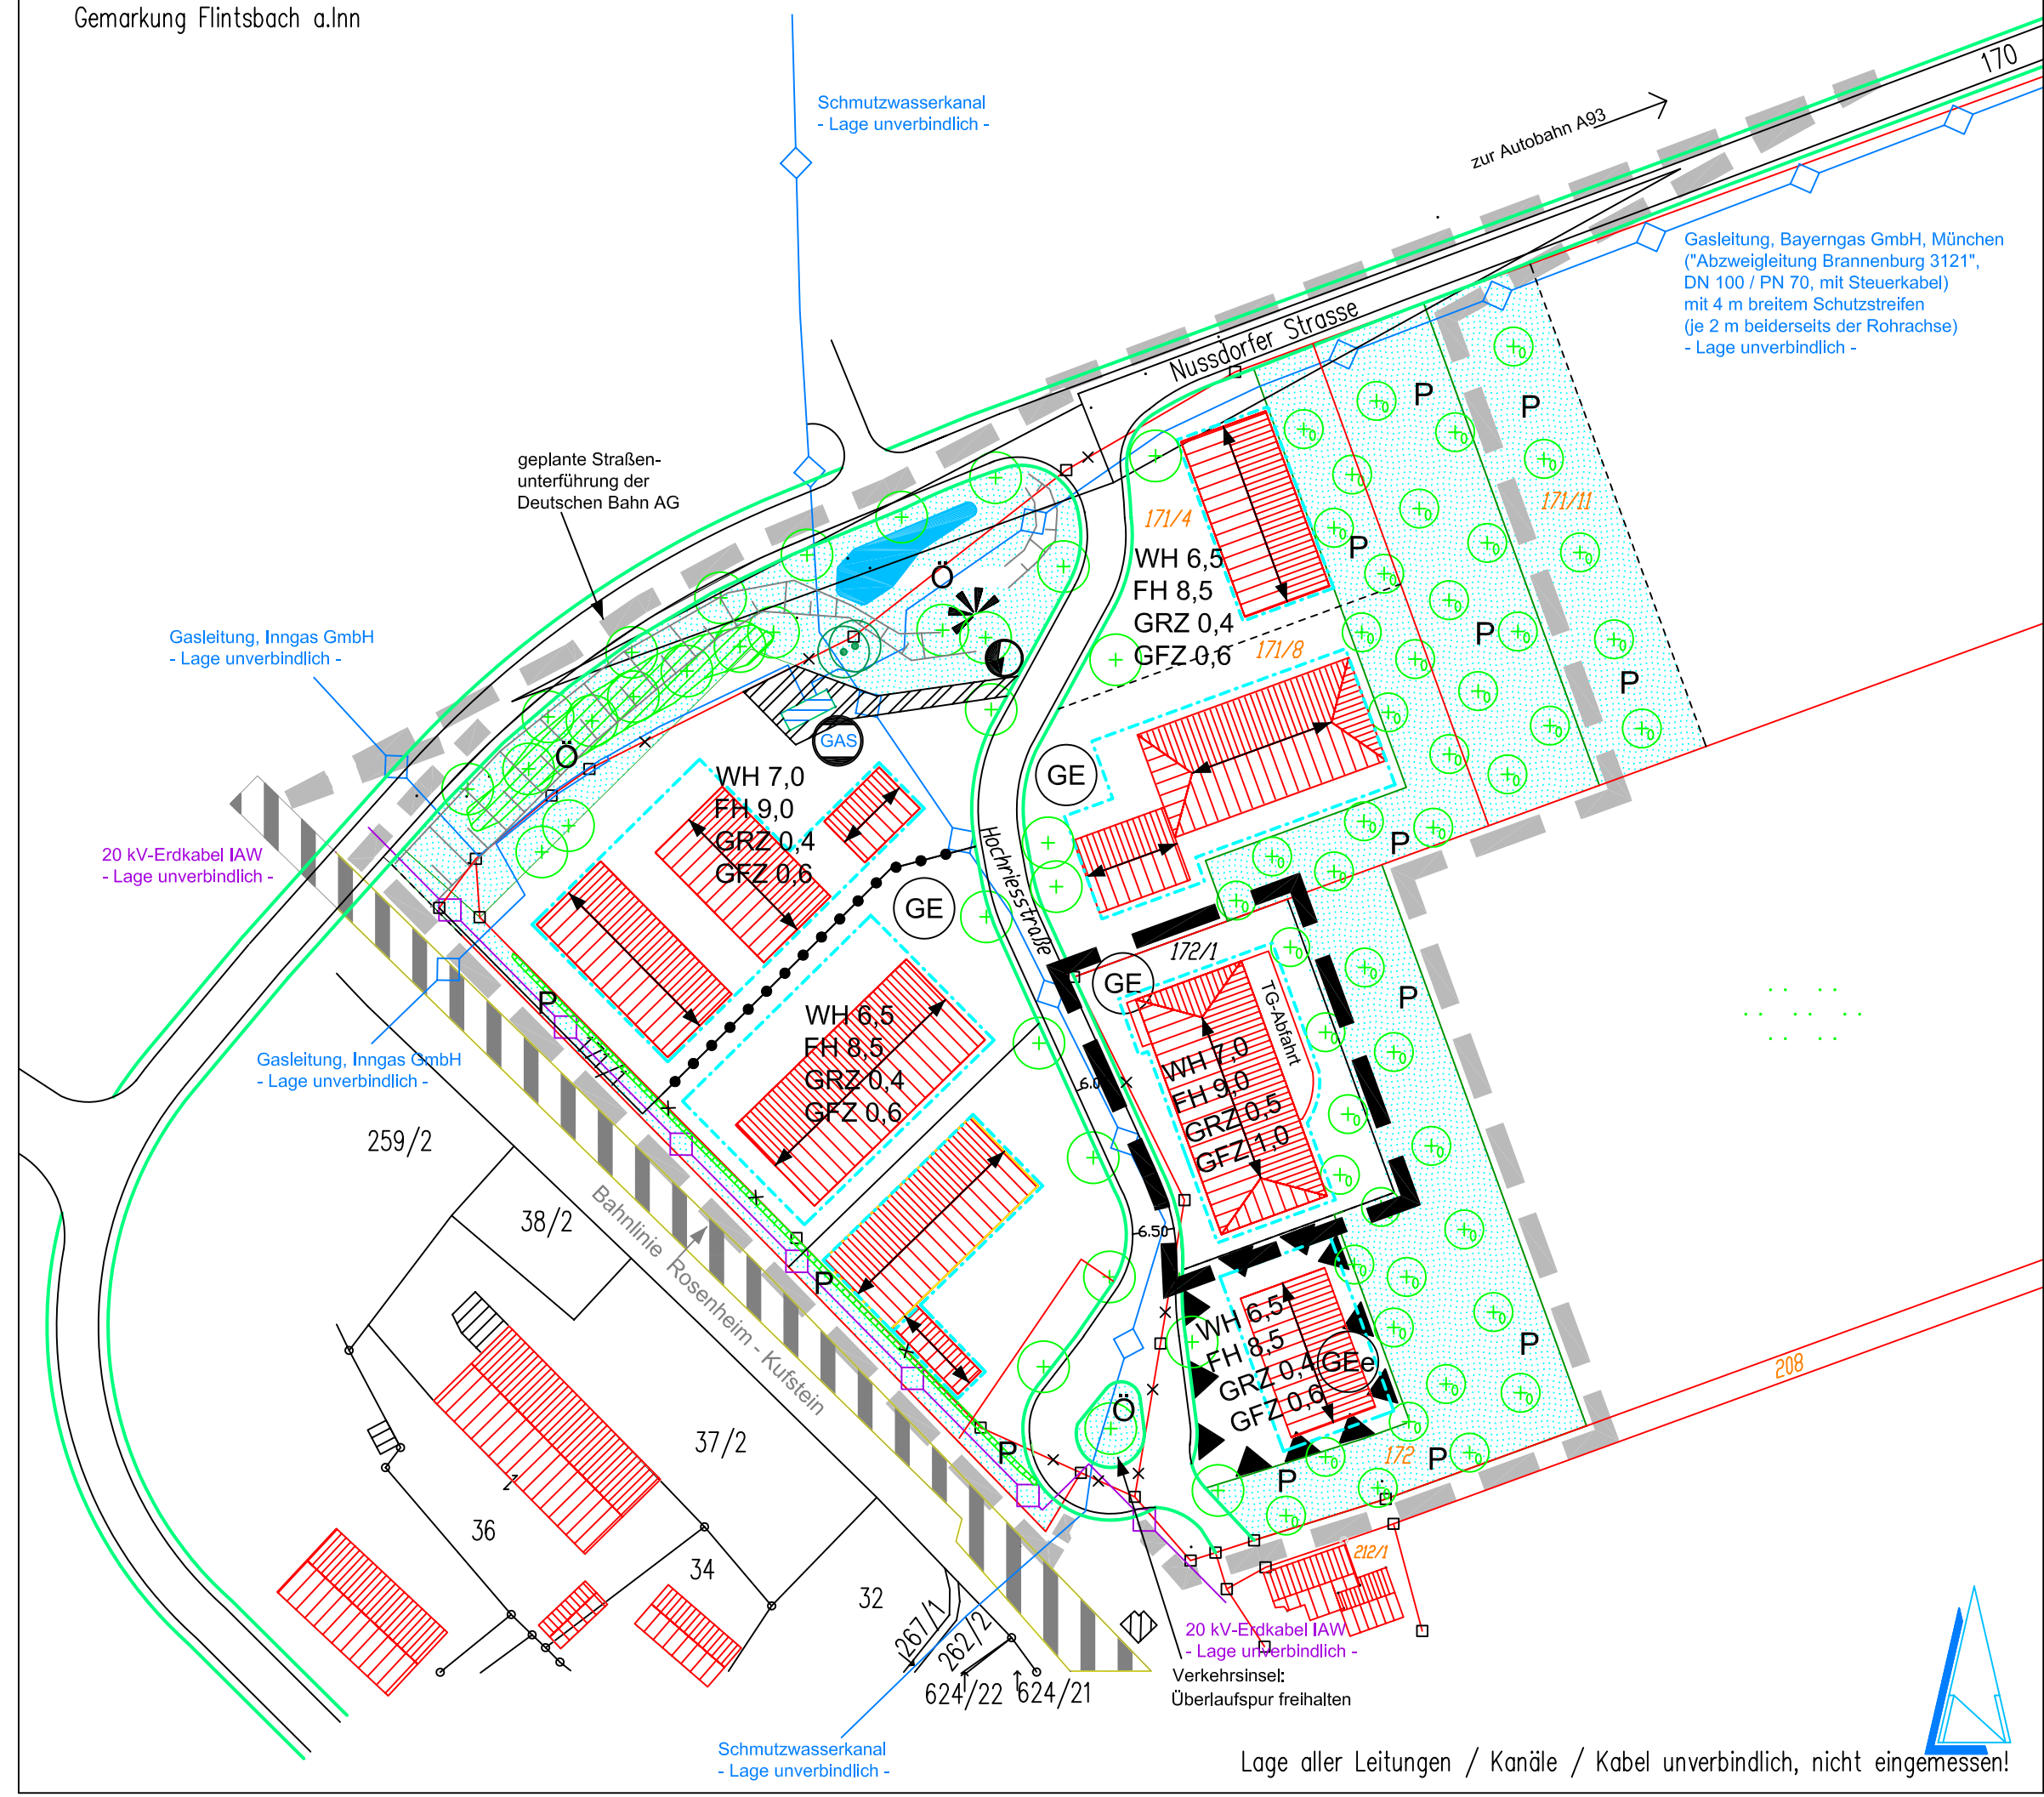 Gemarkung Flintsbach a.Inn
170
Schmutzwasserkanal
- Lage unverbindlich -
zur Autobahn A93
Gasleitung, Bayerngas GmbH, München
("Abzweigleitung Brannenburg 3121",
DN 100 / PN 70, mit Steuerkabel)
mit 4 m breitem Schutzstreifen
(je 2 m beiderseits der Rohrachse)
- Lage unverbindlich -
Nussdorfer Strasse
P
P
geplante Straßen-
unterführung der
Deutschen Bahn AG
171/11
171/4
P
Ö
WH 6,5
FH 8,5
GRZ 0,4
GFZ 0,6
171/8
P
P
Gasleitung, Inngas GmbH
- Lage unverbindlich -
Ö
GAS
GE
WH 7,0
FH 9,0
GRZ 0,4
GFZ 0,6
Hochriesstraße
P
20 kV-Erdkabel IAW
- Lage unverbindlich -
GE
172/1
GE
P
P
TG-Abfahrt
WH 6,5
FH 8,5
GRZ 0,4
GFZ 0,6
171/1
Gasleitung, Inngas GmbH
- Lage unverbindlich -
WH 7,0
FH 9,0
GRZ 0,5
GFZ 1,0
6.0
259/2
38/2
6.50
Bahnlinie Rosenheim - Kufstein
P
WH 6,5
FH 8,5
GRZ 0,4
GFZ 0,6
GEe
P
208
Ö
37/2
P
172
P
P
z
36
34
32
212/1
267/1
262/2
624/22
624/21
20 kV-Erdkabel IAW
- Lage unverbindlich -
Verkehrsinsel:
Überlaufspur freihalten
Schmutzwasserkanal
- Lage unverbindlich -
Lage aller Leitungen / Kanäle / Kabel unverbindlich, nicht eingemessen!